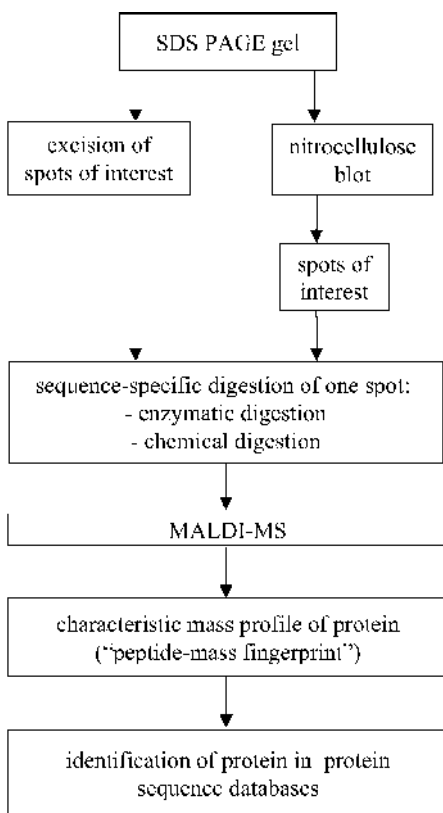 SDS PAGE gel
excision of
spots of interest
nitrocellulose
blot
spots of
interest
sequence-specific digestion of one spot:
- enzymatic digestion
- chemical digestion
MALDI-MS
characteristic mass profile of protein
(“peptide-mass fingerprint”)
identification of protein in protein
sequence databases